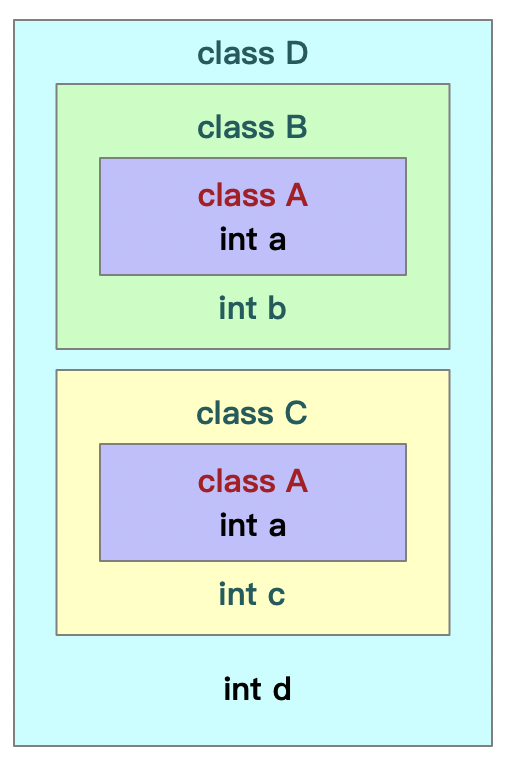 class D
class B
class A
int a
int b
class C
class A
int a
int c
int d